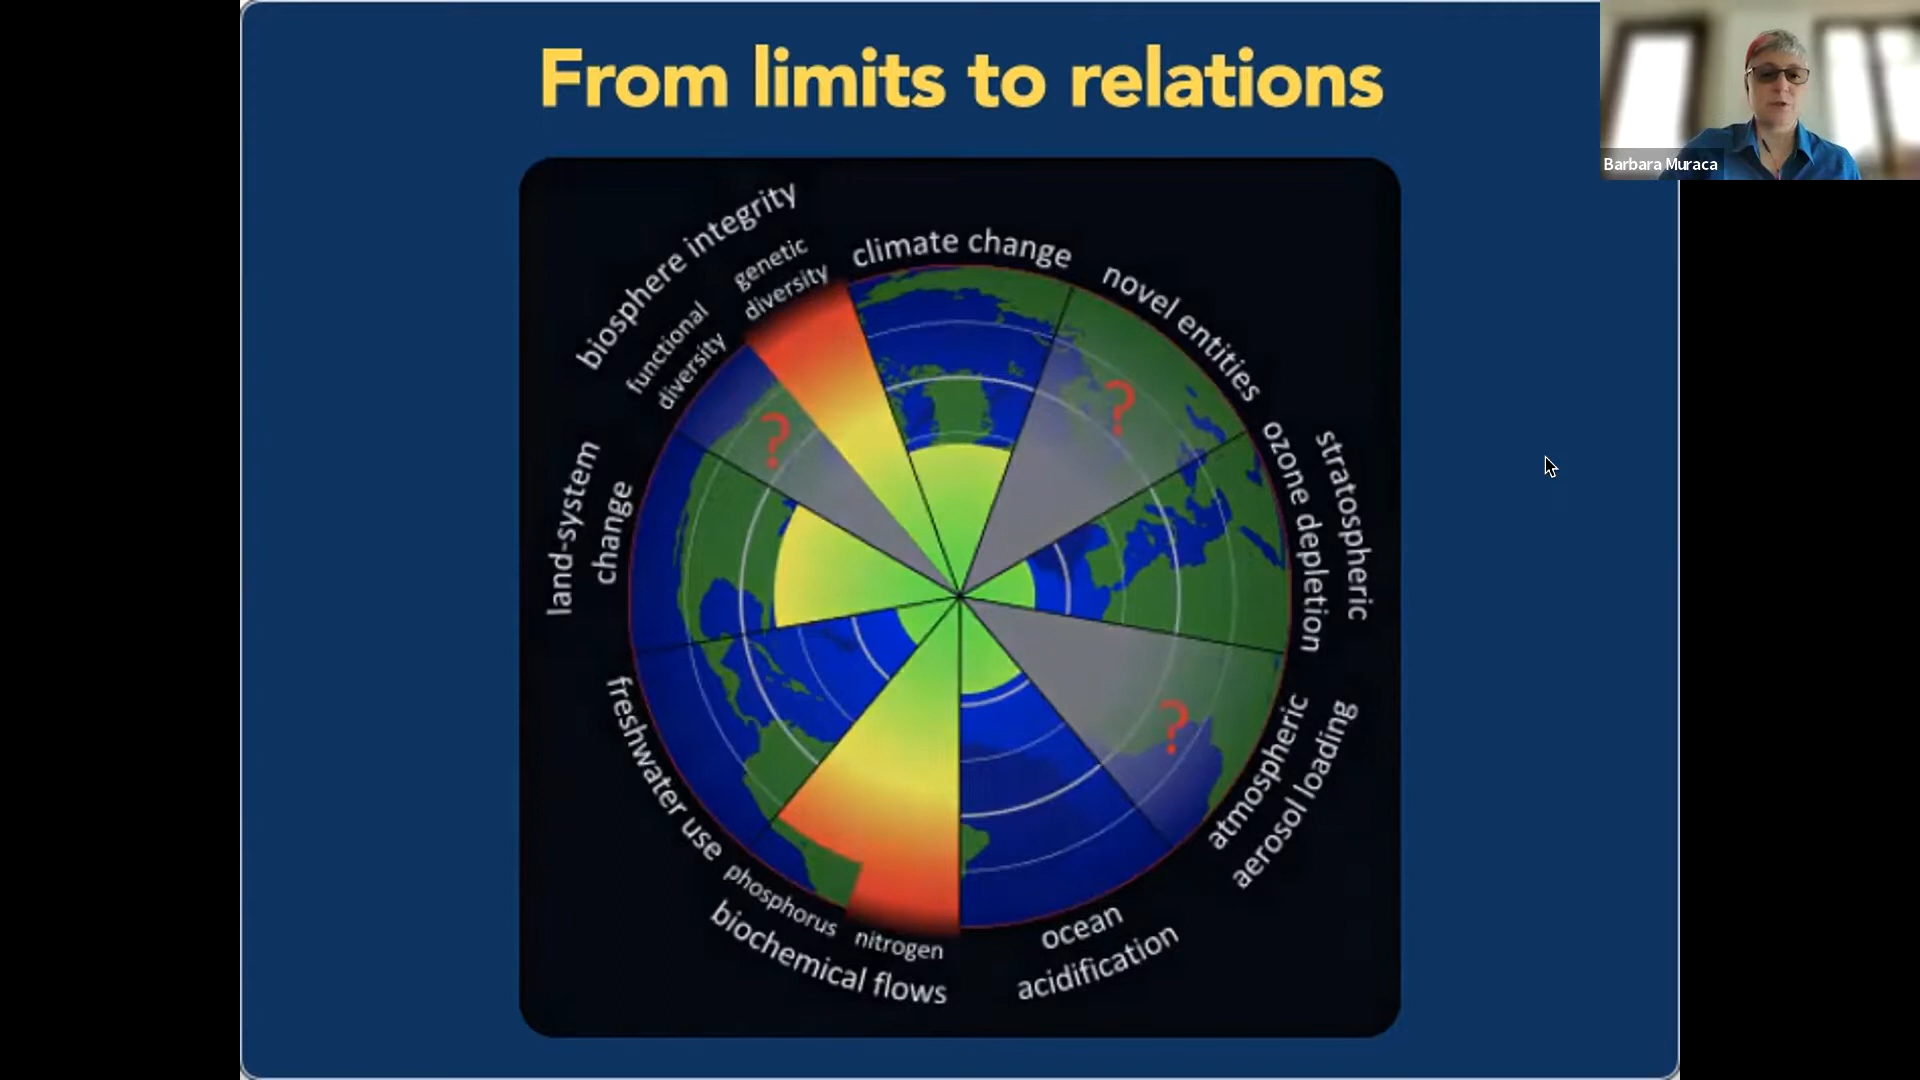 From limits to relations
Barbara Muraca
biosphere integrity
genetic
diversity
functional
diversity
climate change
novel entities
stratospheric
ozone depletion
atmospheric
aerosol loading
ocean
acidification
biochemical flows
phosphorus
nitrogen
freshwater use
land-system
change
?
?
?